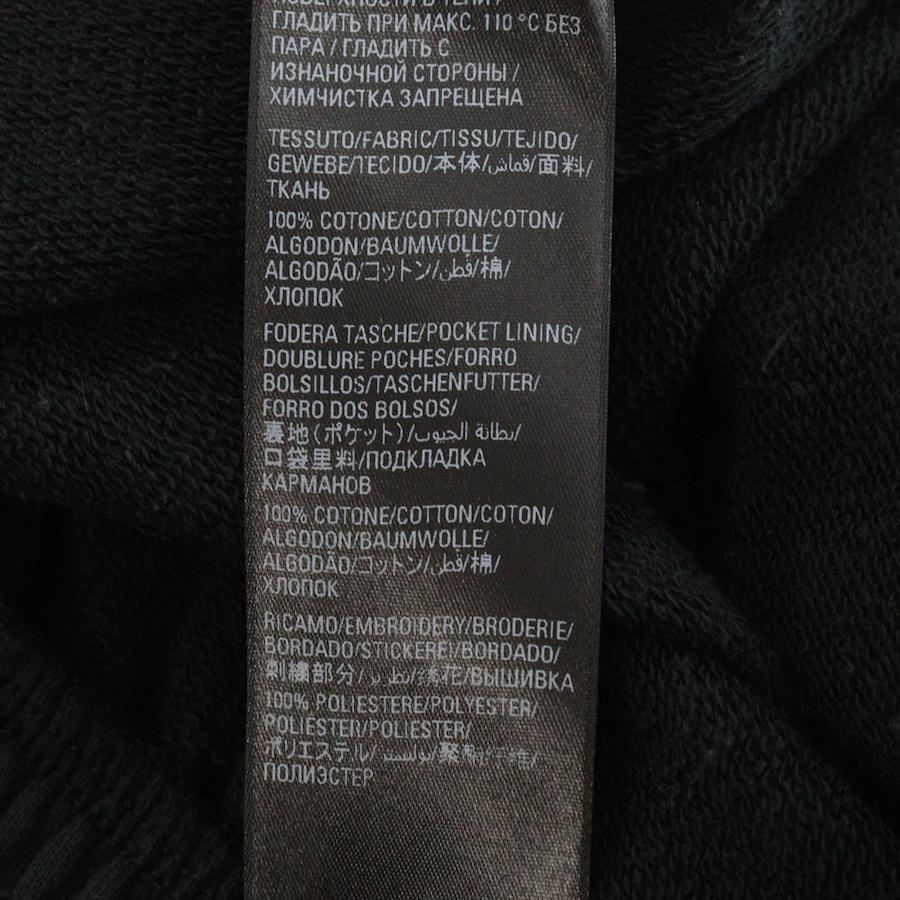 ГЛАДИТЬ ПРИ МАКС. 110 °C БЕЗ
ПАРА / ГЛАДИТЬ С
ИЗНАНОЧНОЙ СТОРОНЫ /
ХИМЧИСТКА ЗАПРЕЩЕНА
TESSUTO/FABRIC/TISSU/TEJIDO/
GEWEBE/TECIDO/本体/قماش/面料/
ТКАНЬ
100% COTONE/COTTON/COTON/
ALGODON/BAUMWOLLE/
ALGODÃO/コットン/قطن/棉/
ХЛОПОК
FODERA TASCHE/POCKET LINING/
DOUBLURE POCHES/FORRO
BOLSILLOS/TASCHENFUTTER/
FORRO DOS BOLSOS/
裏地(ポケット)/بطانة الجيوب/
口袋里料/ПОДКЛАДКА
КАРМАНОВ
100% COTONE/COTTON/COTON/
ALGODON/BAUMWOLLE/
ALGODÃO/コットン/قطن/棉/
ХЛОПОК
RICAMO/EMBROIDERY/BRODERIE/
BORDADO/STICKEREI/BORDADO/
刺繍部分/تطريز/绣花/ВЫШИВКА
100% POLIESTERE/POLYESTER/
POLIESTER/POLIESTER/
ポリエステル/بوليستر/
ПОЛИЭСТЕР